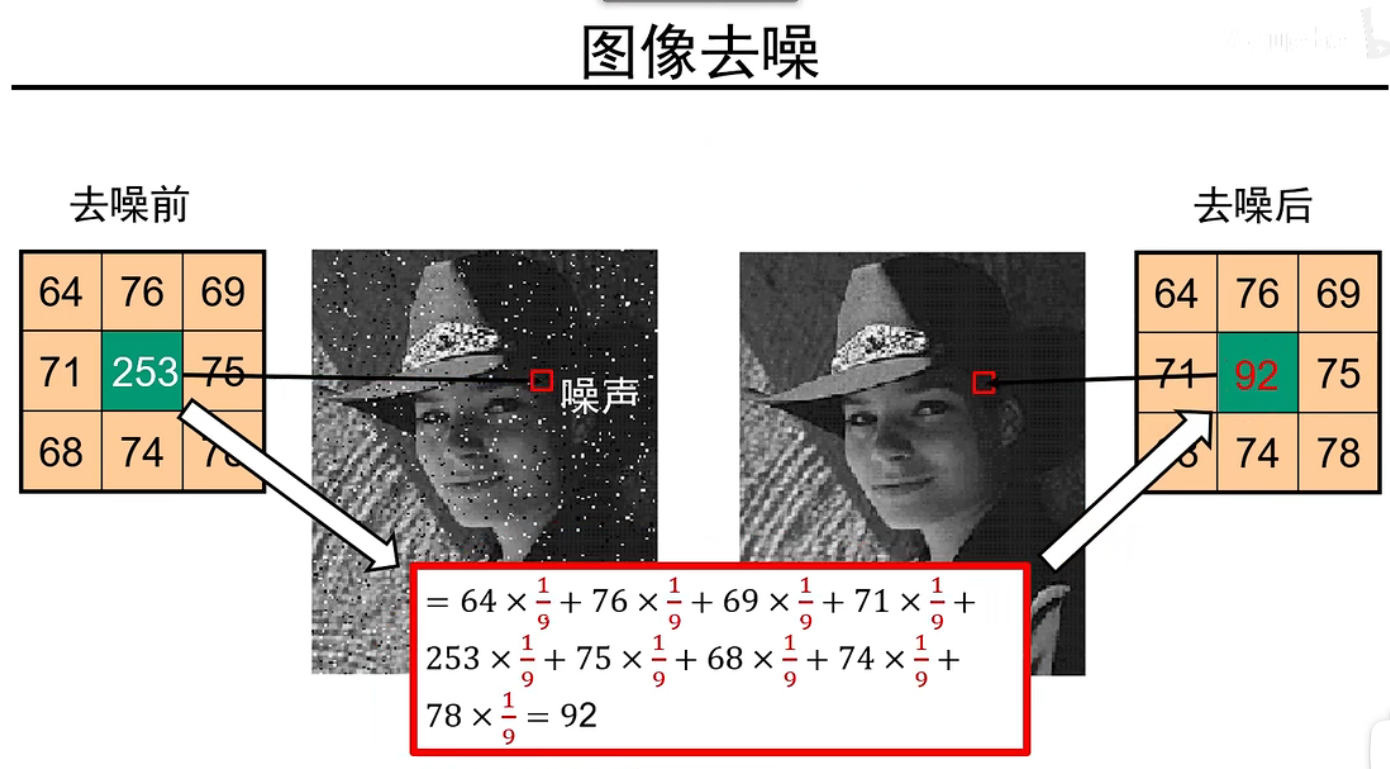 图像去噪
去噪前
去噪后
64 76 69
71 253 75
68 74
噪声
64 76 69
71 92 75
74 78
= 64 × 1/9 + 76 × 1/9 + 69 × 1/9 + 71 × 1/9 +
253 × 1/9 + 75 × 1/9 + 68 × 1/9 + 74 × 1/9 +
78 × 1/9 = 92